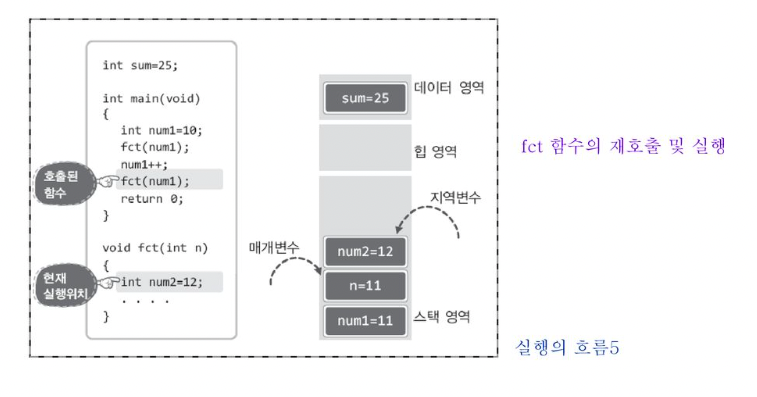 int sum=25;
int main(void)
{
int num1=10;
fct(num1);
num1++;
fct(num1);
return 0;
}
void fct(int n)
{
int num2=12;
. . . .
}
호출된
함수
현재
실행위치
sum=25
데이터 영역
힙 영역
지역변수
매개변수
num2=12
n=11
num1=11
스택 영역
fct 함수의 재호출 및 실행
실행의 흐름5